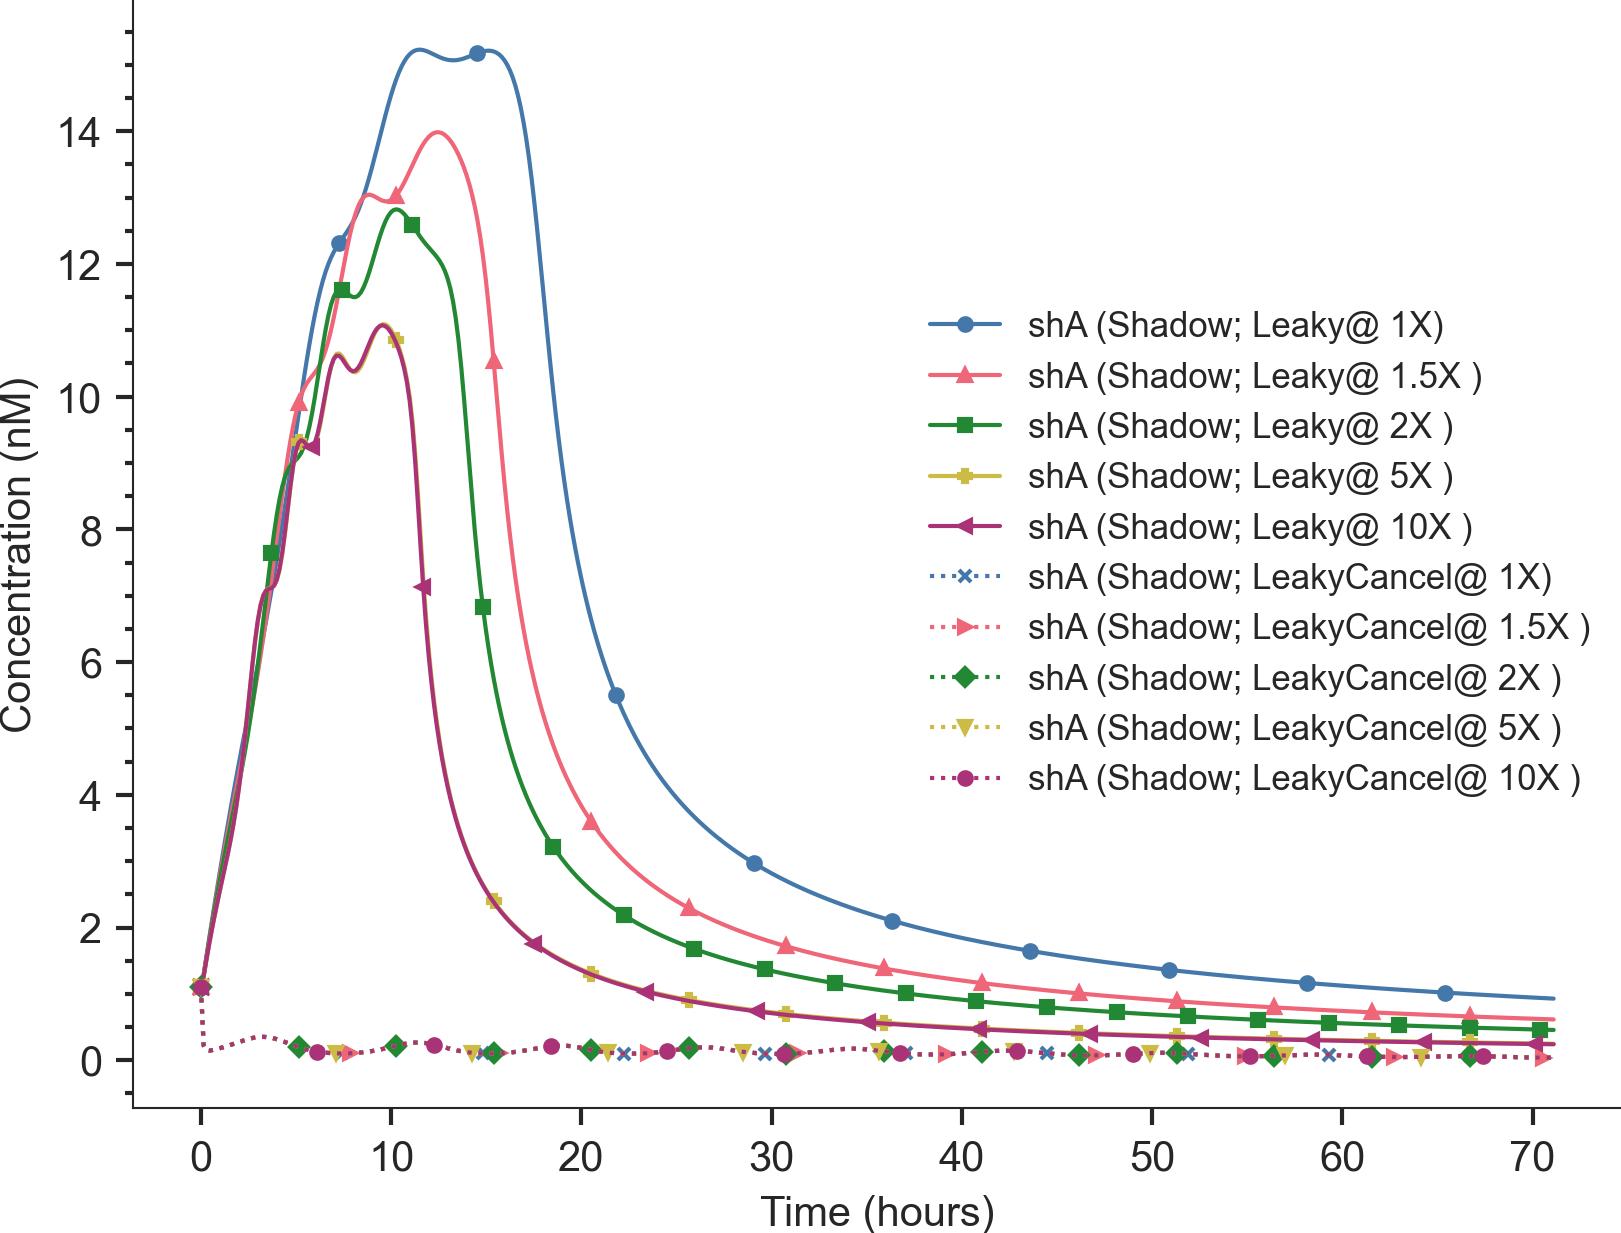 14
12
10
8
6
4
2
0
Concentration (nM)
0 10 20 30 40 50 60 70
Time (hours)
shA (Shadow; Leaky@ 1X)
shA (Shadow; Leaky@ 1.5X )
shA (Shadow; Leaky@ 2X )
shA (Shadow; Leaky@ 5X )
shA (Shadow; Leaky@ 10X )
shA (Shadow; LeakyCancel@ 1X)
shA (Shadow; LeakyCancel@ 1.5X )
shA (Shadow; LeakyCancel@ 2X )
shA (Shadow; LeakyCancel@ 5X )
shA (Shadow; LeakyCancel@ 10X )